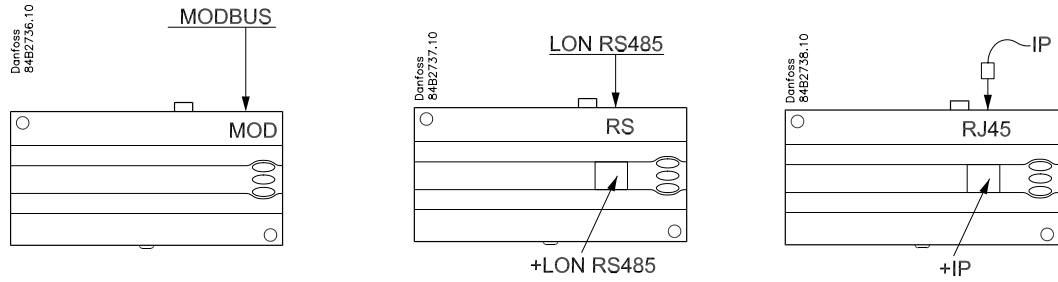 Danfoss
84B2736.10
MODBUS
MOD
Danfoss
84B2737.10
LON RS485
RS
+LON RS485
Danfoss
84B2738.10
IP
RJ45
+IP